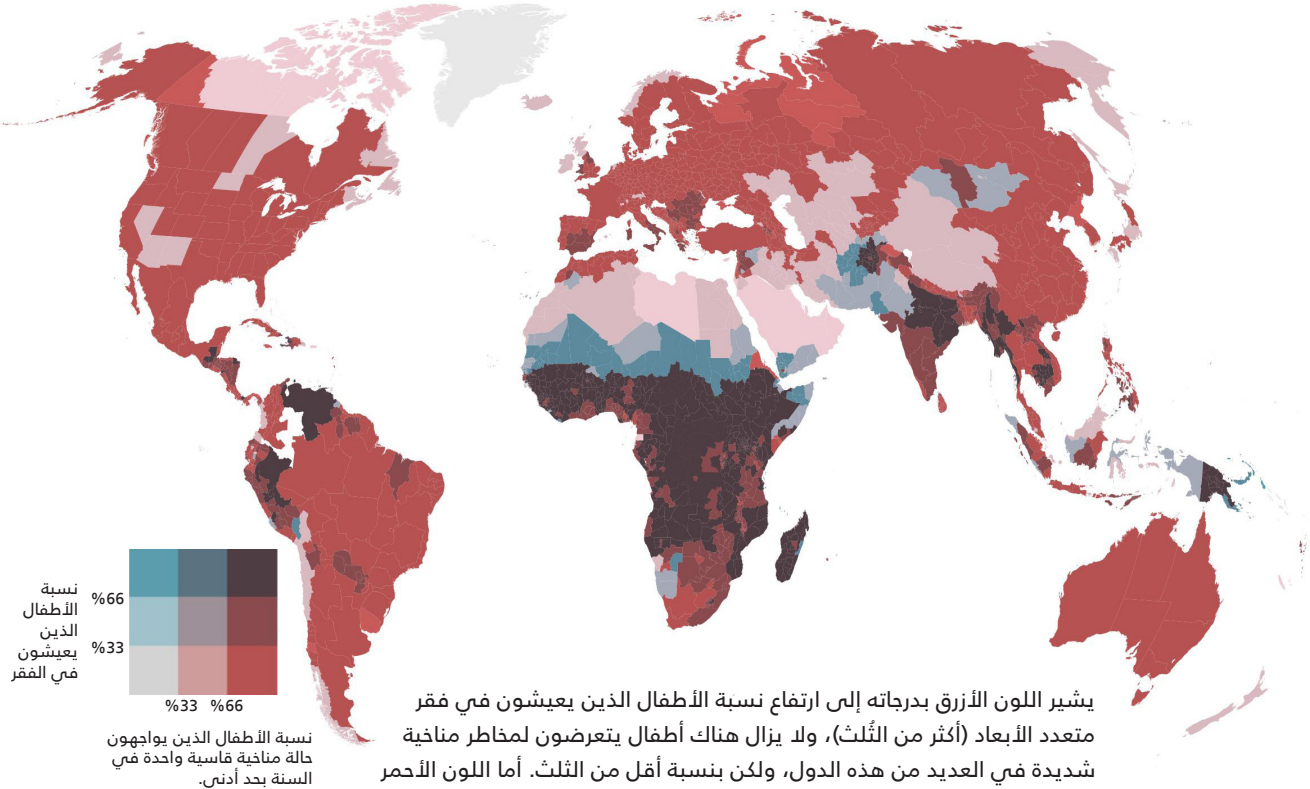 نسبة
الأطفال
الذين
يعيشون
في الفقر
%66
%33
%33 %66
نسبة الأطفال الذين يواجهون
حالة مناخية قاسية واحدة في
السنة بحد أدنى.
يشير اللون الأزرق بدرجاته إلى ارتفاع نسبة الأطفال الذين يعيشون في فقر
متعدد الأبعاد (أكثر من الثُلث)، ولا يزال هناك أطفال يتعرضون لمخاطر مناخية
شديدة في العديد من هذه الدول، ولكن بنسبة أقل من الثلث. أما اللون الأحمر